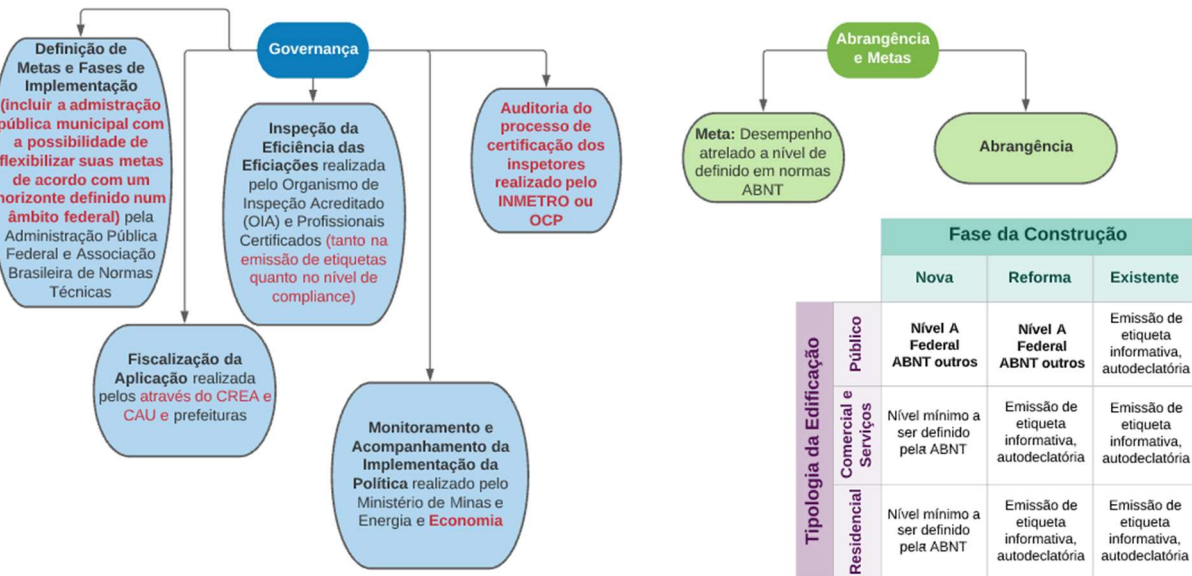 Governança
Definição de
Metas e Fases de
Implementação
(incluir a admistração
pública municipal com
a possibilidade de
flexibilizar suas metas
de acordo com um
horizonte definido num
âmbito federal) pela
Administração Pública
Federal e Associação
Brasileira de Normas
Técnicas
Inspeção da
Eficiência das
Eficiações realizada
pelo Organismo de
Inspeção Acreditado
(OIA) e Profissionais
Certificados (tanto na
emissão de etiquetas
quanto no nível de
compliance)
Auditoria do
processo de
certificação dos
inspetores
realizado pelo
INMETRO ou
OCP
Fiscalização da
Aplicação realizada
pelos através do CREA e
CAU e prefeituras
Monitoramento e
Acompanhamento da
Implementação da
Política realizado pelo
Ministério de Minas e
Energia e Economia
Abrangência
e Metas
Meta: Desempenho
atrelado a nível de
definido em normas
ABNT
Abrangência
Fase da Construção
Nova
Reforma
Existente
Tipologia da Edificação
Público
Nível A
Federal
ABNT outros
Nível A
Federal
ABNT outros
Emissão de
etiqueta
informativa,
autodeclatória
Comercial e
Serviços
Nível mínimo a
ser definido
pela ABNT
Emissão de
etiqueta
informativa,
autodeclatória
Emissão de
etiqueta
informativa,
autodeclatória
Residencial
Nível mínimo a
ser definido
pela ABNT
Emissão de
etiqueta
informativa,
autodeclatória
Emissão de
etiqueta
informativa,
autodeclatória